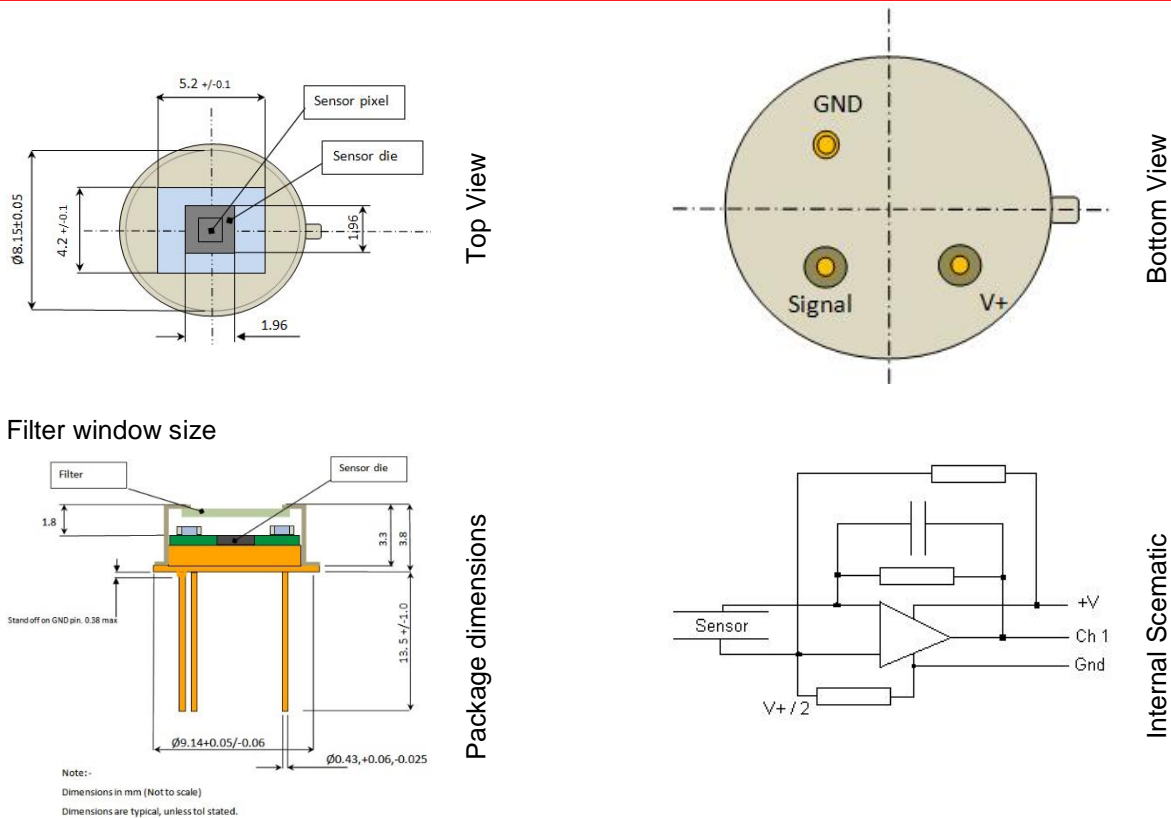 5.2 +/-0.1
Sensor pixel
Sensor die
Ø8.15±0.05
4.2 +/-0.1
1.96
1.96
Top View
GND
Signal
V+
Bottom View
Filter window size
Filter
Sensor die
1.8
3.3
3.8
Stand off on GND pin. 0.38 max
13.5 +/-1.0
Ø9.14+0.05/-0.06
Ø0.43,+0.06,-0.025
Note:-
Dimensions in mm (Not to scale)
Dimensions are typical, unless tol stated.
Package dimensions
Sensor
+V
Ch 1
Gnd
V+ / 2
Internal Scematic